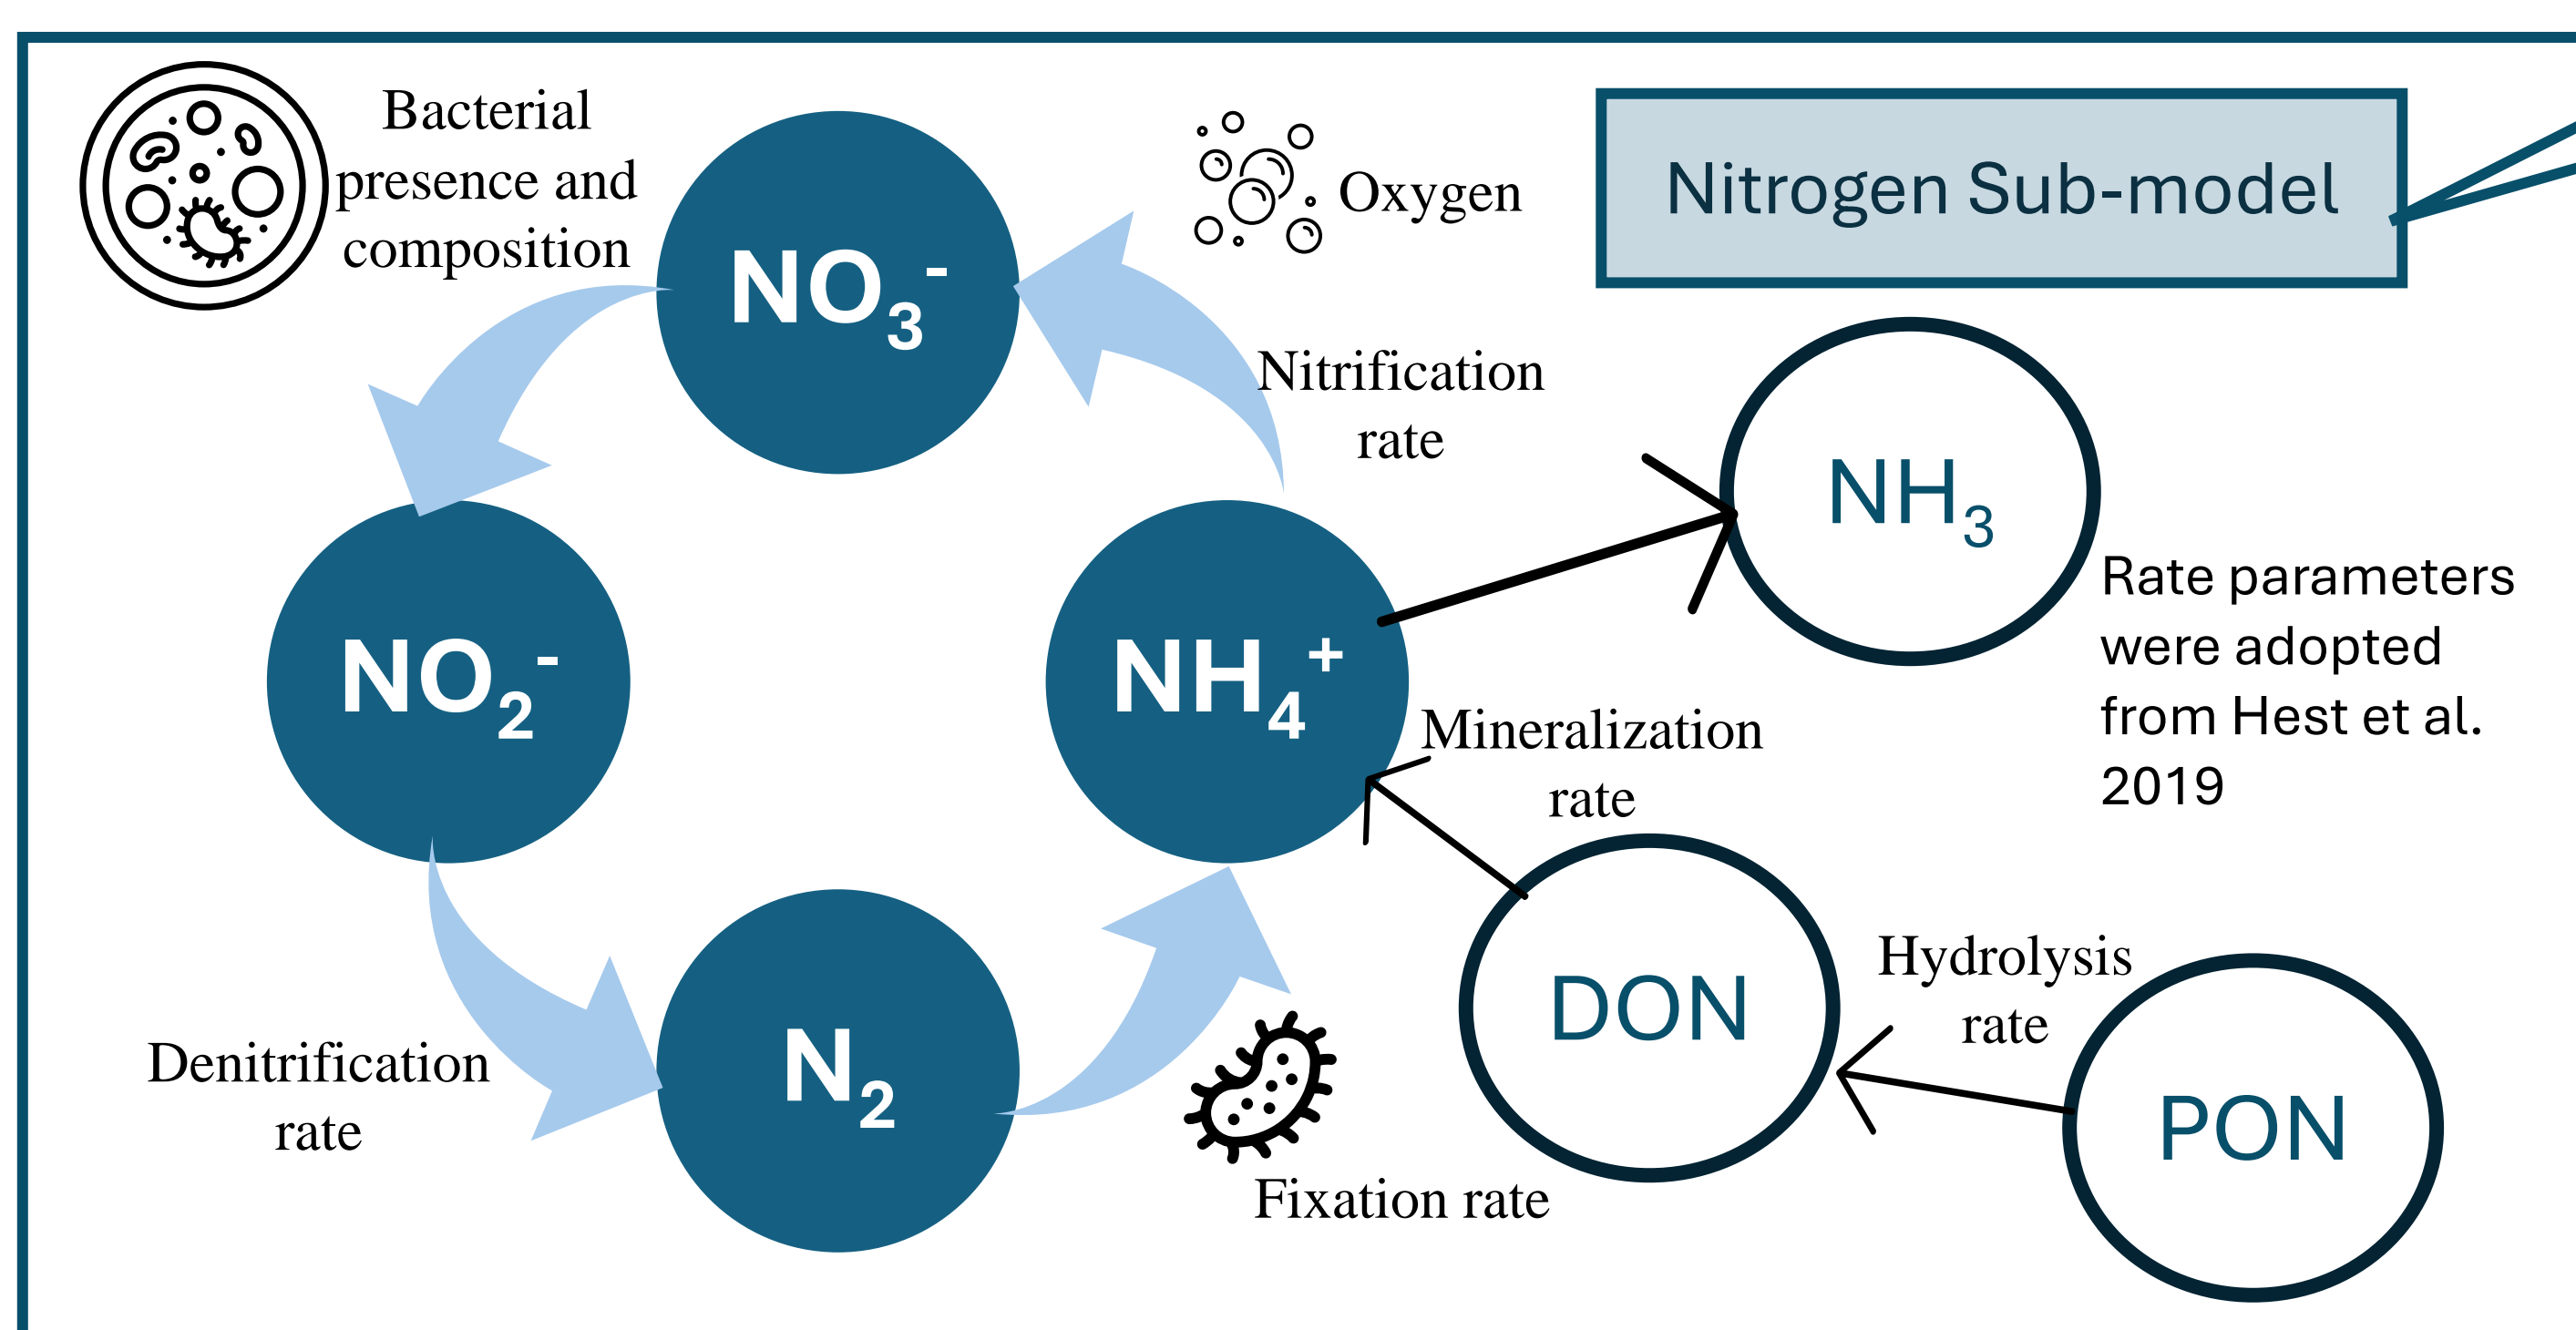 Bacterial
presence and
composition
NO₃⁻
Oxygen
Nitrogen Sub-model
Nitrification
rate
NH₃
NO₂⁻
NH₄⁺
Rate parameters
were adopted
from Hest et al.
2019
Mineralization
rate
Denitrification
rate
N₂
Fixation rate
DON
Hydrolysis
rate
PON